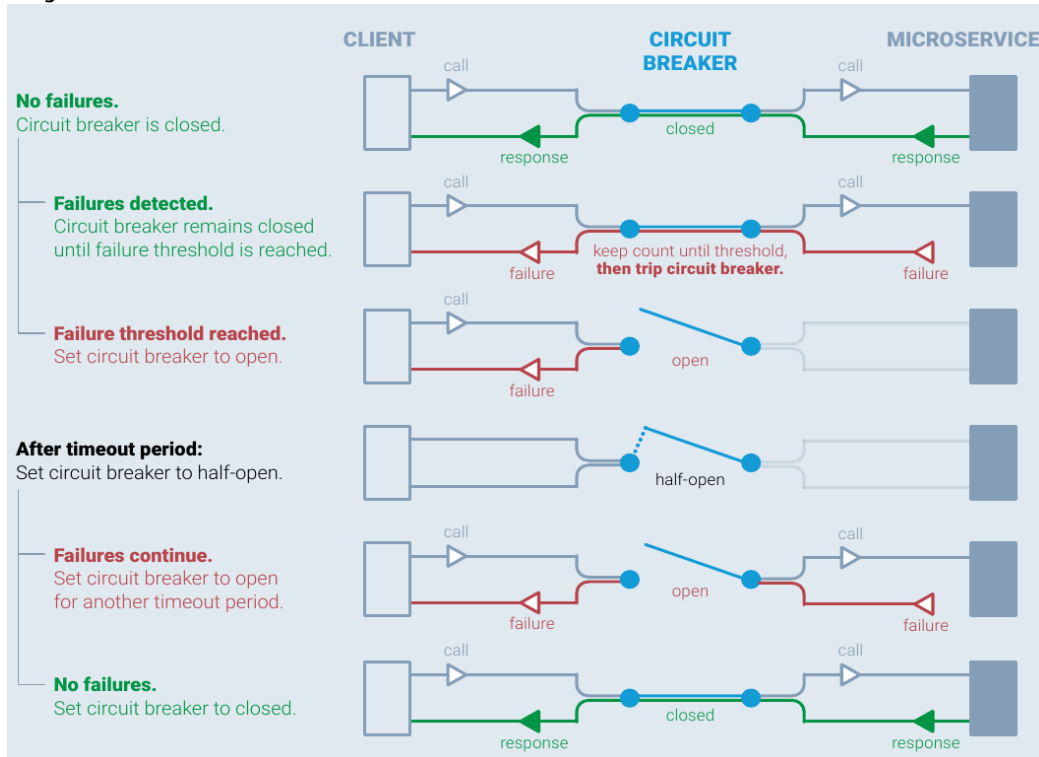 CLIENT
CIRCUIT
BREAKER
MICROSERVICE
call
call
No failures.
Circuit breaker is closed.
closed
response
response
call
call
Failures detected.
Circuit breaker remains closed
until failure threshold is reached.
keep count until threshold,
then trip circuit breaker.
failure
failure
call
Failure threshold reached.
Set circuit breaker to open.
open
failure
After timeout period:
Set circuit breaker to half-open.
half-open
call
call
Failures continue.
Set circuit breaker to open
for another timeout period.
open
failure
failure
call
call
No failures.
Set circuit breaker to closed.
closed
response
response